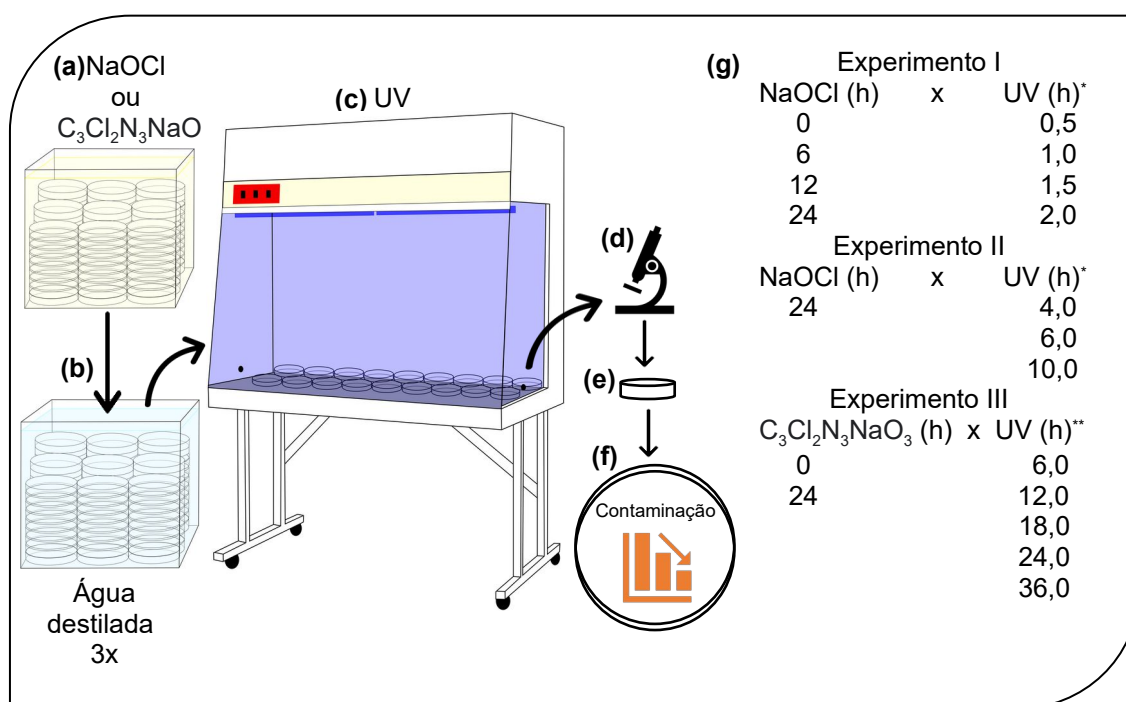 (a)NaOCl
ou
C₃Cl₂N₃NaO
(b)
Água
destilada
3x
(c) UV
(d)
(e)
(f)
Contaminação
(g)
Experimento I
NaOCl (h) x UV (h)*
0 0,5
6 1,0
12 1,5
24 2,0
Experimento II
NaOCl (h) x UV (h)*
24 4,0
6,0
10,0
Experimento III
C₃Cl₂N₃NaO₃ (h) x UV (h)**
0 6,0
24 12,0
18,0
24,0
36,0